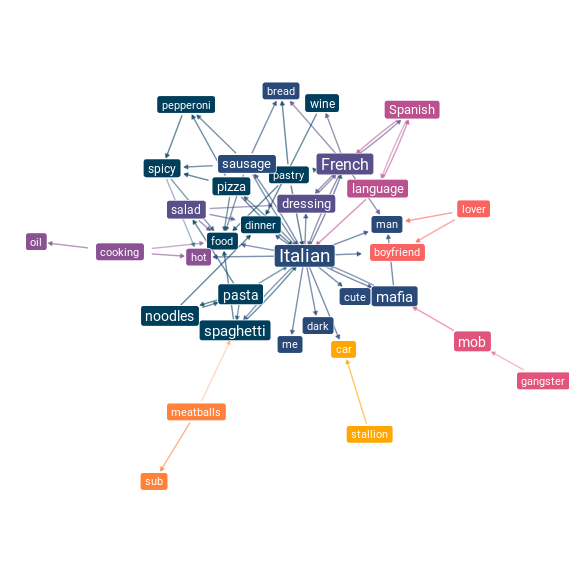 bread
pepperoni
wine
Spanish
sausage
French
spicy
pastry
pizza
language
salad
dressing
lover
dinner
man
oil
food
cooking
boyfriend
hot
Italian
pasta
cute
mafia
noodles
spaghetti
dark
me
car
mob
gangster
meatballs
stallion
sub